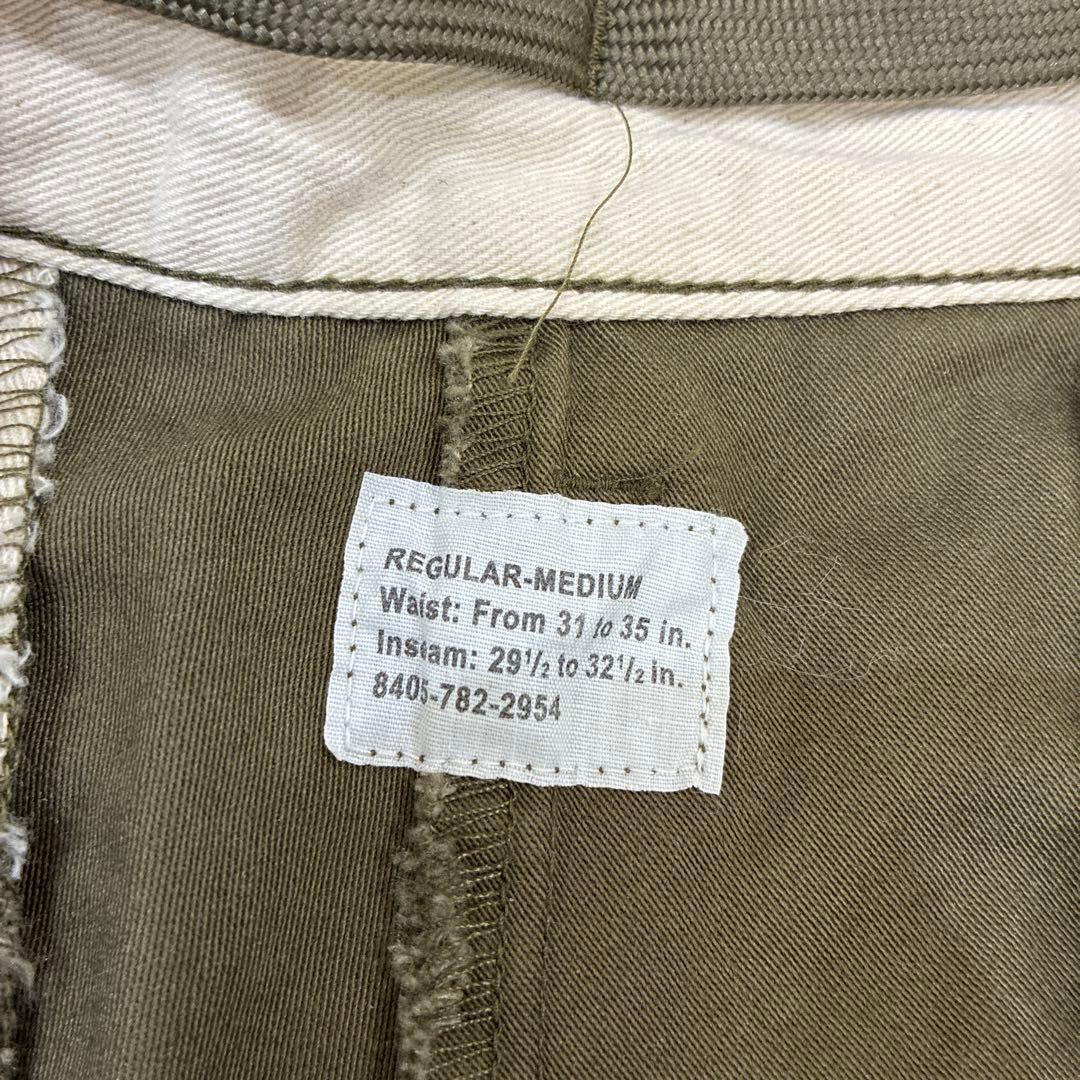 REGULAR-MEDIUM
Waist: From 31 to 35 in.
Inseam: 29½ to 32½ in.
8405-782-2954